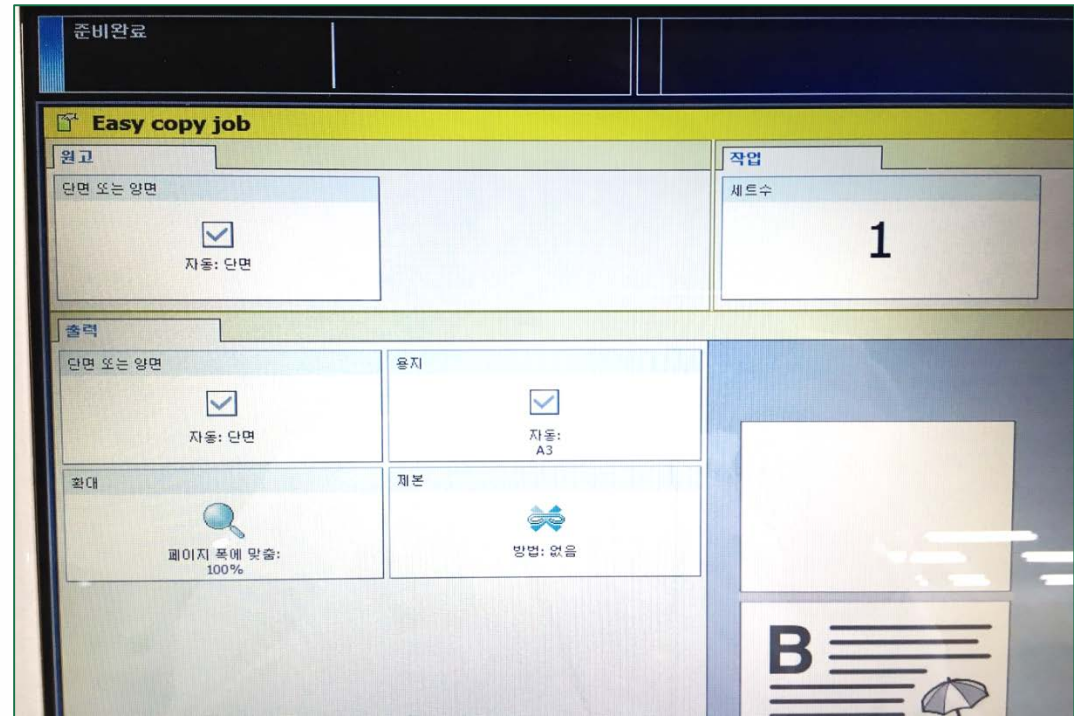 준비완료
Easy copy job
원고
단면 또는 양면
자동: 단면
작업
세트수
1
출력
단면 또는 양면
자동: 단면
용지
자동:
A3
확대
페이지 폭에 맞춤:
100%
제본
방법: 없음
B